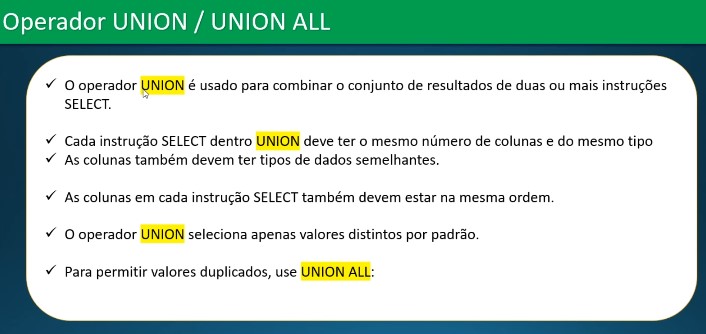 Operador UNION / UNION ALL
✓ O operador UNION é usado para combinar o conjunto de resultados de duas ou mais instruções
SELECT.
✓ Cada instrução SELECT dentro UNION deve ter o mesmo número de colunas e do mesmo tipo
✓ As colunas também devem ter tipos de dados semelhantes.
✓ As colunas em cada instrução SELECT também devem estar na mesma ordem.
✓ O operador UNION seleciona apenas valores distintos por padrão.
✓ Para permitir valores duplicados, use UNION ALL: